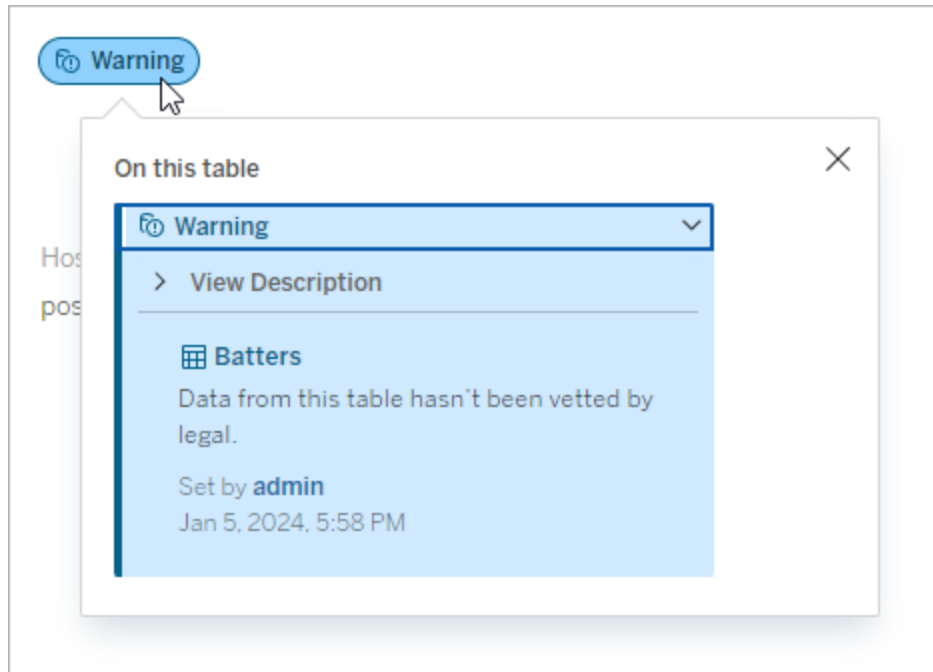 Warning
On this table
Warning
View Description
Batters
Data from this table hasn't been vetted by
legal.
Set by admin
Jan 5, 2024, 5:58 PM